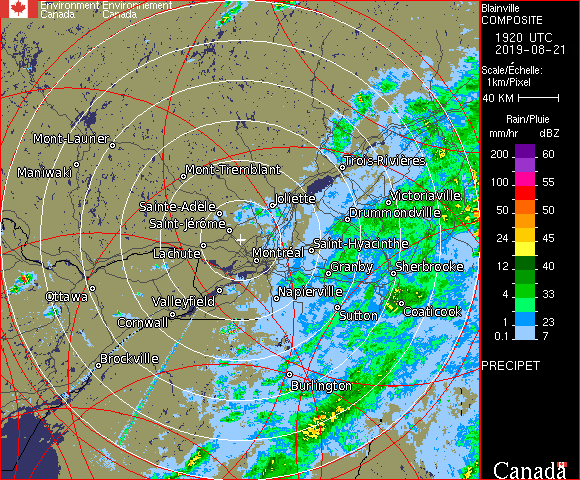 Environment Environnement
Canada Canada
Blainville
COMPOSITE
1920 UTC
2019-08-21
Scale/Échelle:
1km/Pixel
40 KM
Rain/Pluie
mm/hr dBZ
200 60
100 55
50 50
24 45
12 40
4 33
1 23
0.1 7
PRECIPET
Canada
Mont-Laurier
Maniwaki
Mont-Tremblant
Trois-Rivières
Joliette
Victoriaville
Sainte-Adèle
Drummondville
Saint-Jérôme
Lachute
Montréal
Saint-Hyacinthe
Granby
Sherbrooke
Ottawa
Valleyfield
Napierville
Cornwall
Sutton
Coaticook
Brockville
Burlington